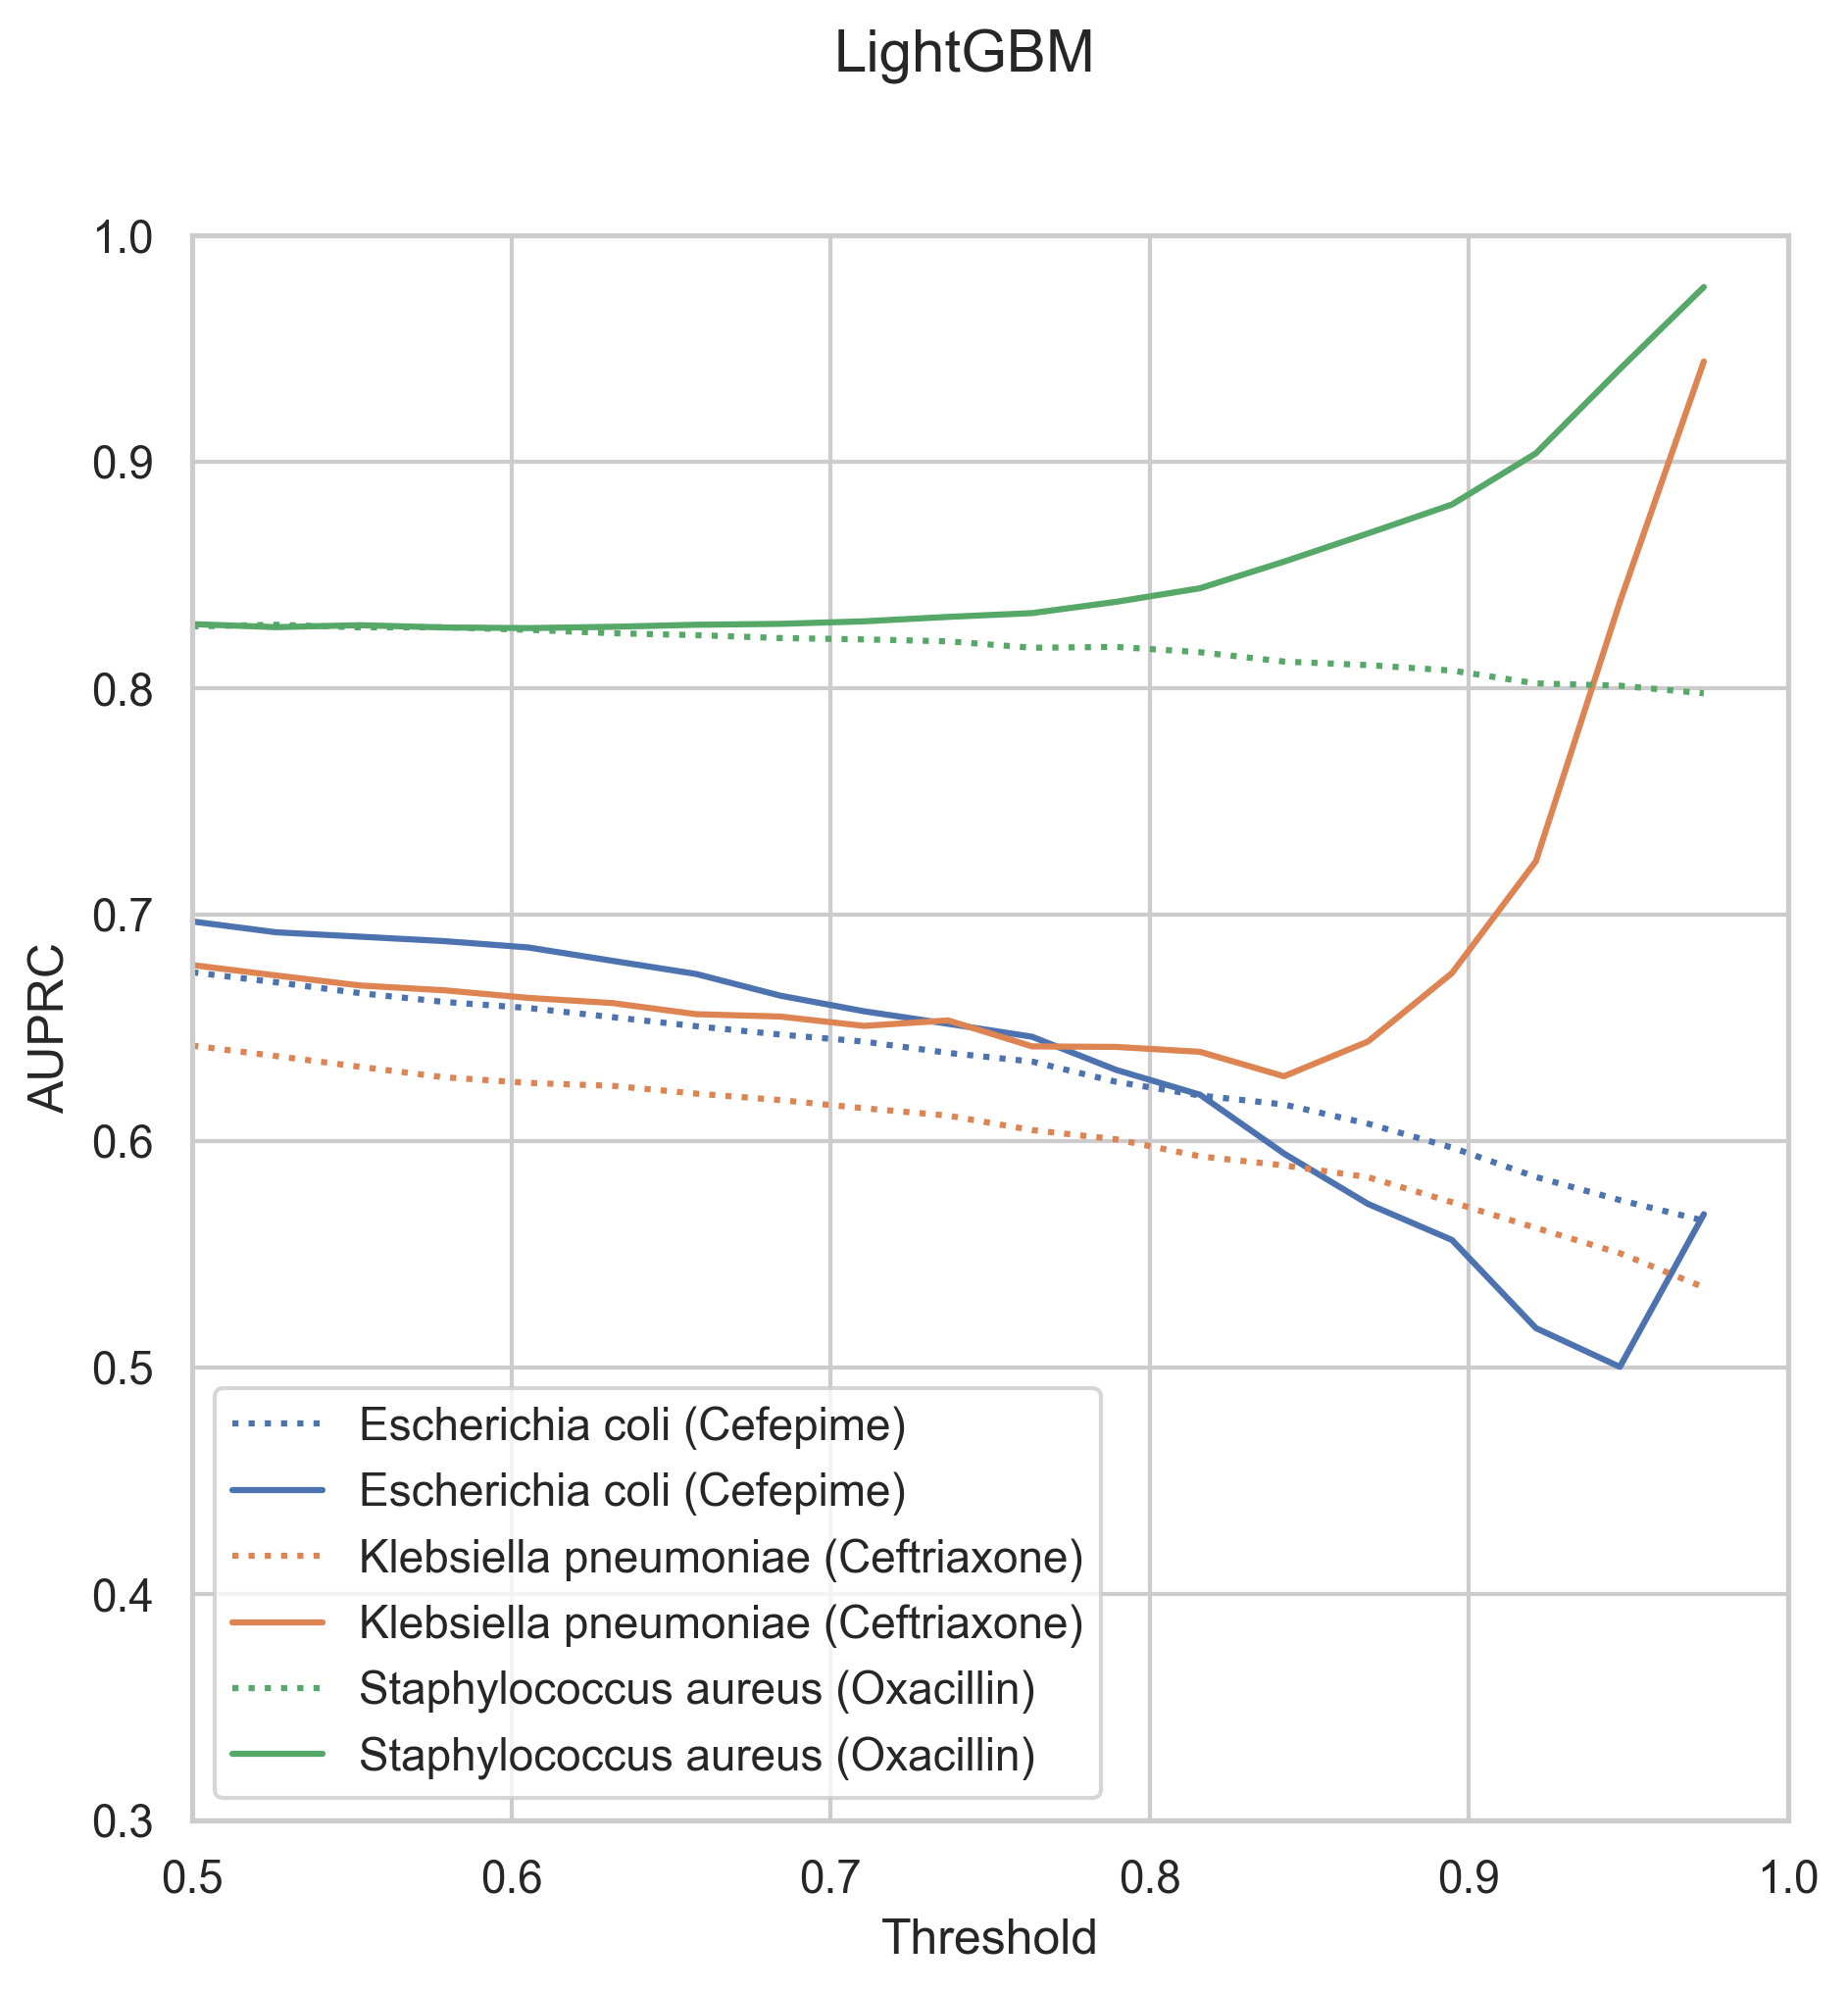 LightGBM
1.0
0.9
0.8
0.7
0.6
0.5
0.4
0.3
AUPRC
Escherichia coli (Cefepime)
Escherichia coli (Cefepime)
Klebsiella pneumoniae (Ceftriaxone)
Klebsiella pneumoniae (Ceftriaxone)
Staphylococcus aureus (Oxacillin)
Staphylococcus aureus (Oxacillin)
0.5 0.6 0.7 0.8 0.9 1.0
Threshold